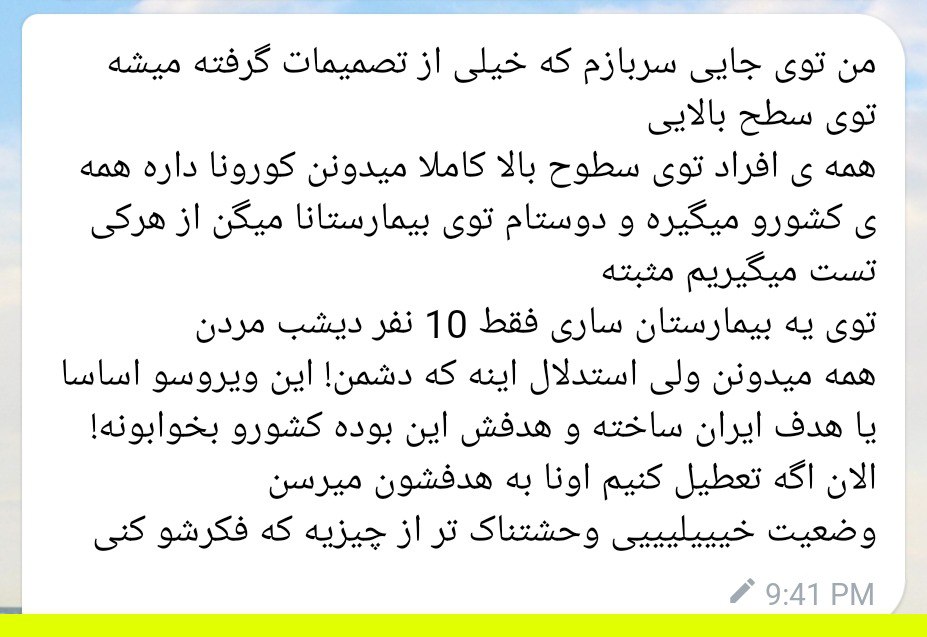 من توی جایی سربازم که خیلی از تصمیمات گرفته میشه
توی سطح بالایی
همه ی افراد توی سطوح بالا کاملا میدونن کورونا داره همه
ی کشورو میگیره و دوستام توی بیمارستانا میگن از هرکی
تست میگیریم مثبته
توی یه بیمارستان ساری فقط 10 نفر دیشب مردن
همه میدونن ولی استدلال اینه که دشمن! این ویروسو اساسا
یا هدف ایران ساخته و هدفش این بوده کشورو بخوابونه!
الان اگه تعطیل کنیم اونا به هدفشون میرسن
وضعیت خییییلیییی وحشتناک تر از چیزیه که فکرشو کنی
9:41 PM